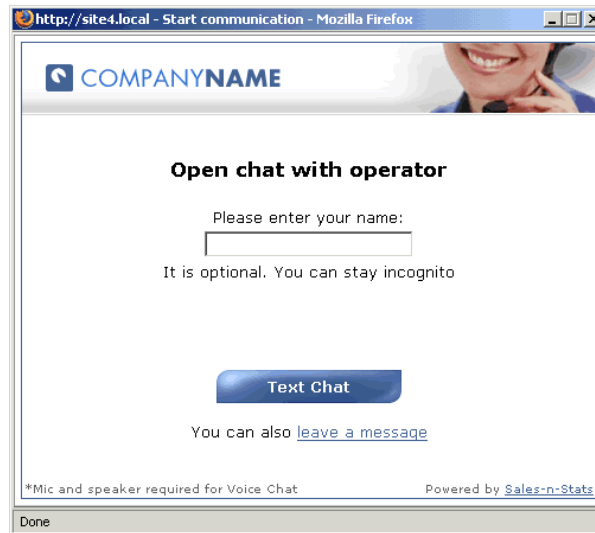 http://site4.local - Start communication - Mozilla Firefox
COMPANYNAME
Open chat with operator
Please enter your name:
It is optional. You can stay incognito
Text Chat
You can also leave a message
*Mic and speaker required for Voice Chat Powered by Sales-n-Stats
Done